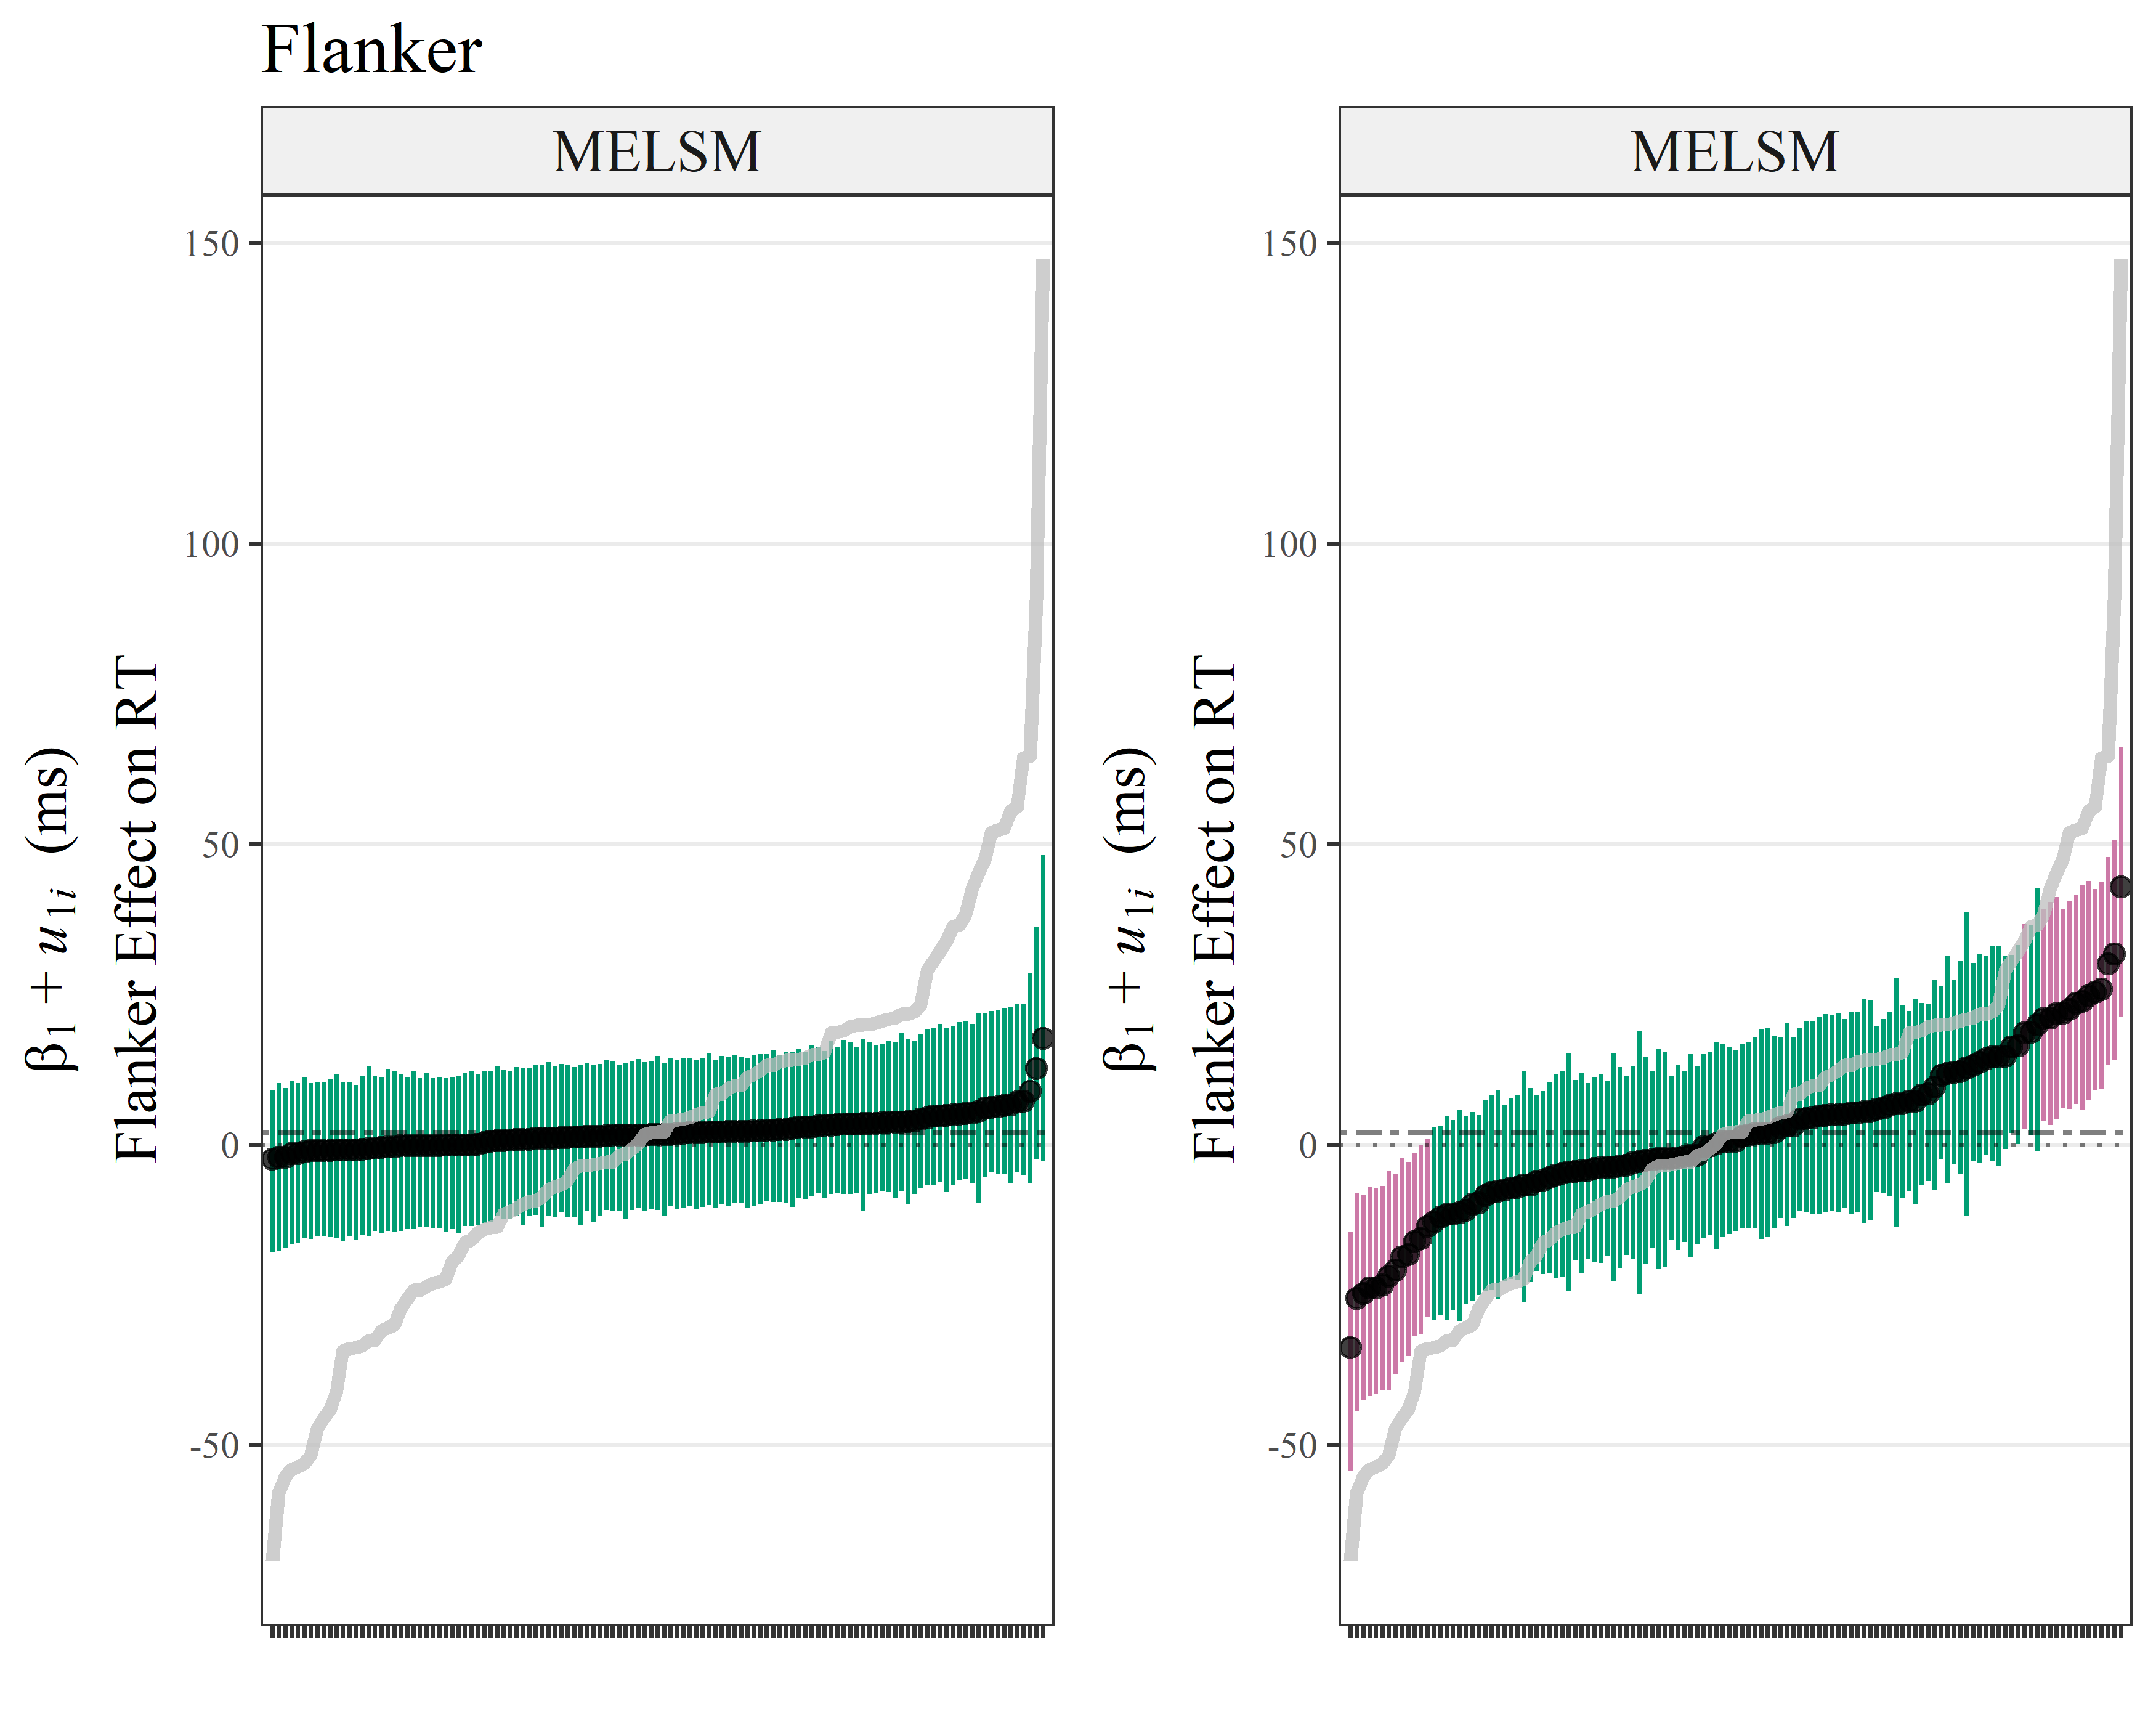 Flanker
MELSM
150
100
50
0
-50
β1 + u1i (ms)
Flanker Effect on RT
MELSM
150
100
50
0
-50
β1 + u1i (ms)
Flanker Effect on RT